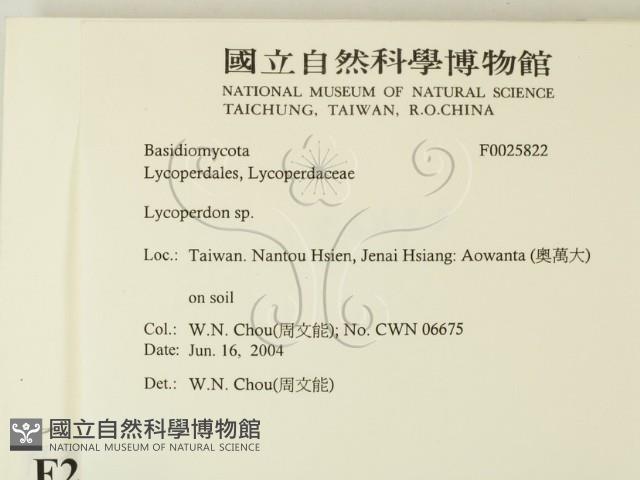 國立自然科學博物館
NATIONAL MUSEUM OF NATURAL SCIENCE
TAICHUNG, TAIWAN, R.O.CHINA
Basidiomycota F0025822
Lycoperdales, Lycoperdaceae
Lycoperdon sp.
Loc.: Taiwan. Nantou Hsien, Jenai Hsiang: Aowanta (奧萬大)
on soil
Col.: W.N. Chou(周文能); No. CWN 06675
Date: Jun. 16, 2004
Det.: W.N. Chou(周文能)
國立自然科學博物館
NATIONAL MUSEUM OF NATURAL SCIENCE